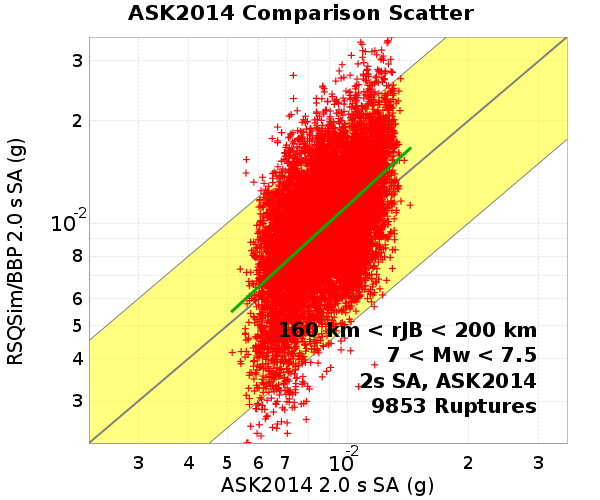 ASK2014 Comparison Scatter
RSQSim/BBP 2.0 s SA (g)
3
2
10-2
8
6
5
4
3
160 km < rJB < 200 km
7 < Mw < 7.5
2s SA, ASK2014
9853 Ruptures
3 4 5 6 7 10-2 2 3
ASK2014 2.0 s SA (g)